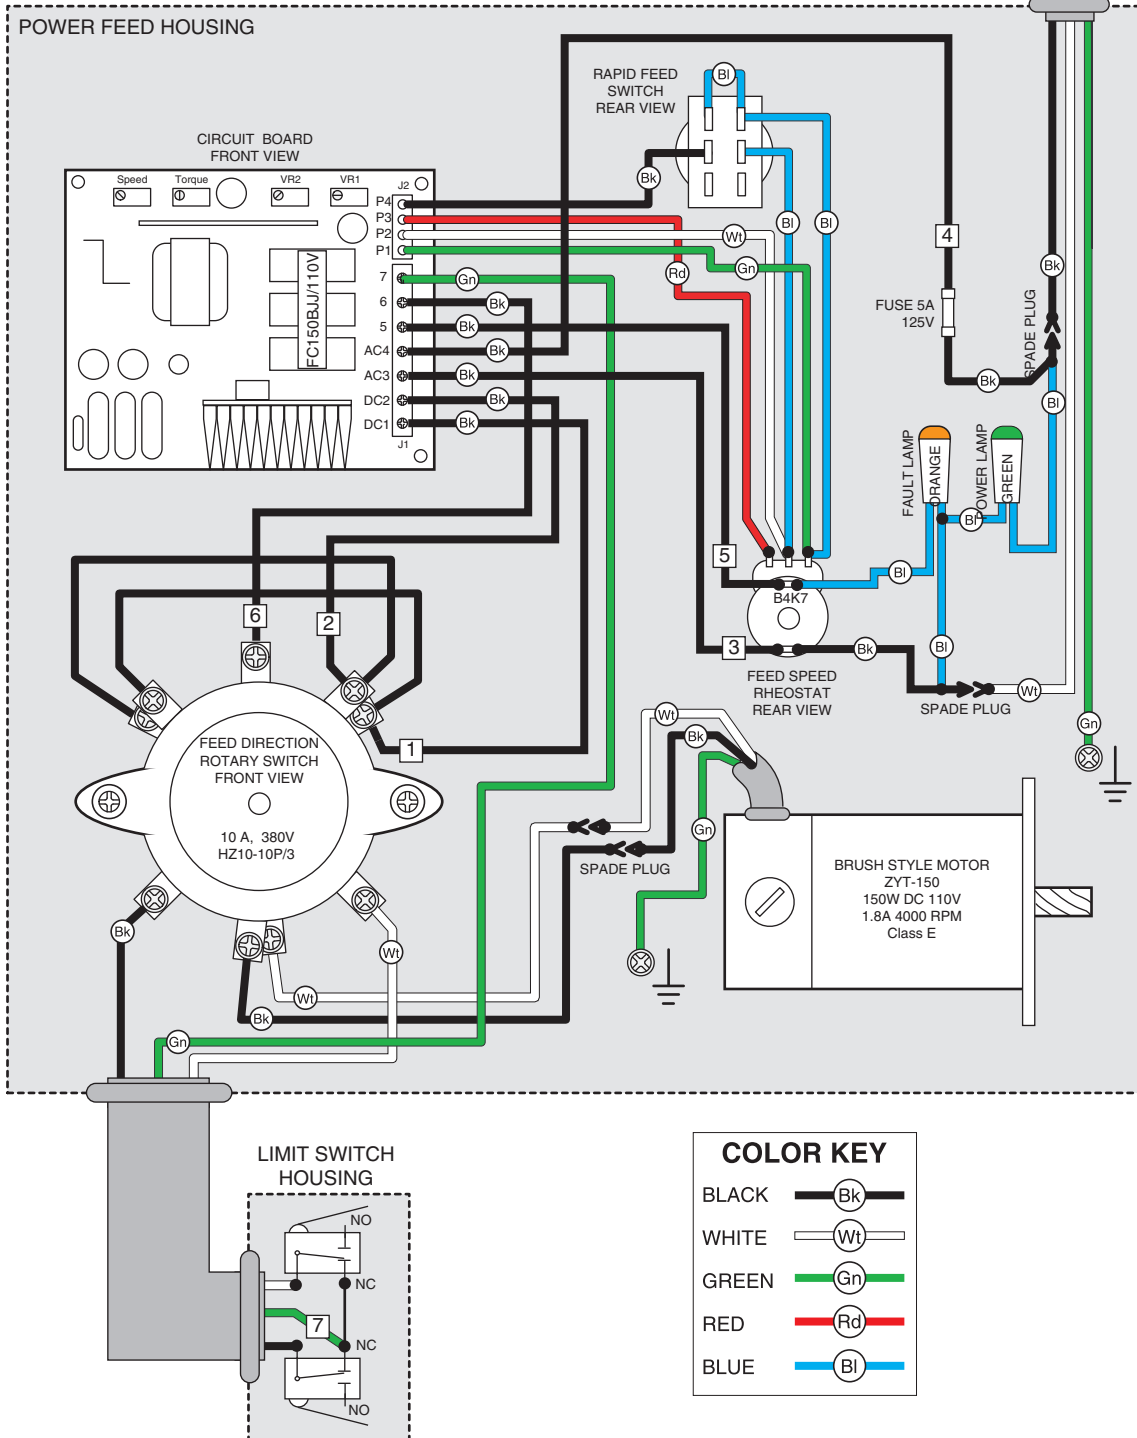 POWER FEED HOUSING
RAPID FEED
SWITCH
REAR VIEW
Bl
CIRCUIT BOARD
FRONT VIEW
Speed
Torque
VR2
VR1
J2
P4
P3
P2
P1
7
6
5
AC4
AC3
DC2
DC1
J1
FC150BJJ/110V
Bk
Bl
Bl
Wt
Gn
Rd
Gn
Bk
Bk
Bk
Bk
Bk
Bk
4
FUSE 5A
125V
Bk
SPADE PLUG
Bk
Bl
FAULT LAMP
ORANGE
POWER LAMP
GREEN
Bl
Bl
5
B4K7
3
Bk
Bl
FEED SPEED
RHEOSTAT
REAR VIEW
SPADE PLUG
Wt
Gn
6
2
1
FEED DIRECTION
ROTARY SWITCH
FRONT VIEW
10 A, 380V
HZ10-10P/3
Wt
Bk
Gn
SPADE PLUG
BRUSH STYLE MOTOR
ZYT-150
150W DC 110V
1.8A 4000 RPM
Class E
Bk
Wt
Wt
Bk
Gn
LIMIT SWITCH
HOUSING
NO
NC
7
NC
NO
COLOR KEY
BLACK Bk
WHITE Wt
GREEN Gn
RED Rd
BLUE Bl